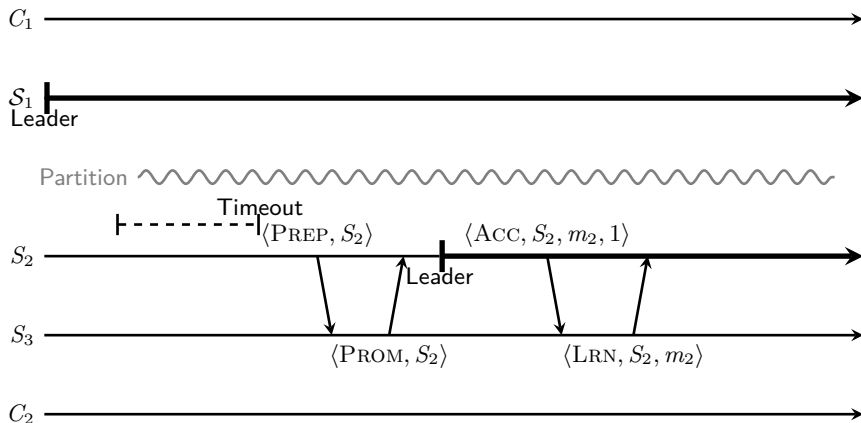 C₁
𝒮₁
Leader
Partition
Timeout
⟨PREP, S₂⟩
⟨ACC, S₂, m₂, 1⟩
S₂
Leader
S₃
⟨PROM, S₂⟩
⟨LRN, S₂, m₂⟩
C₂